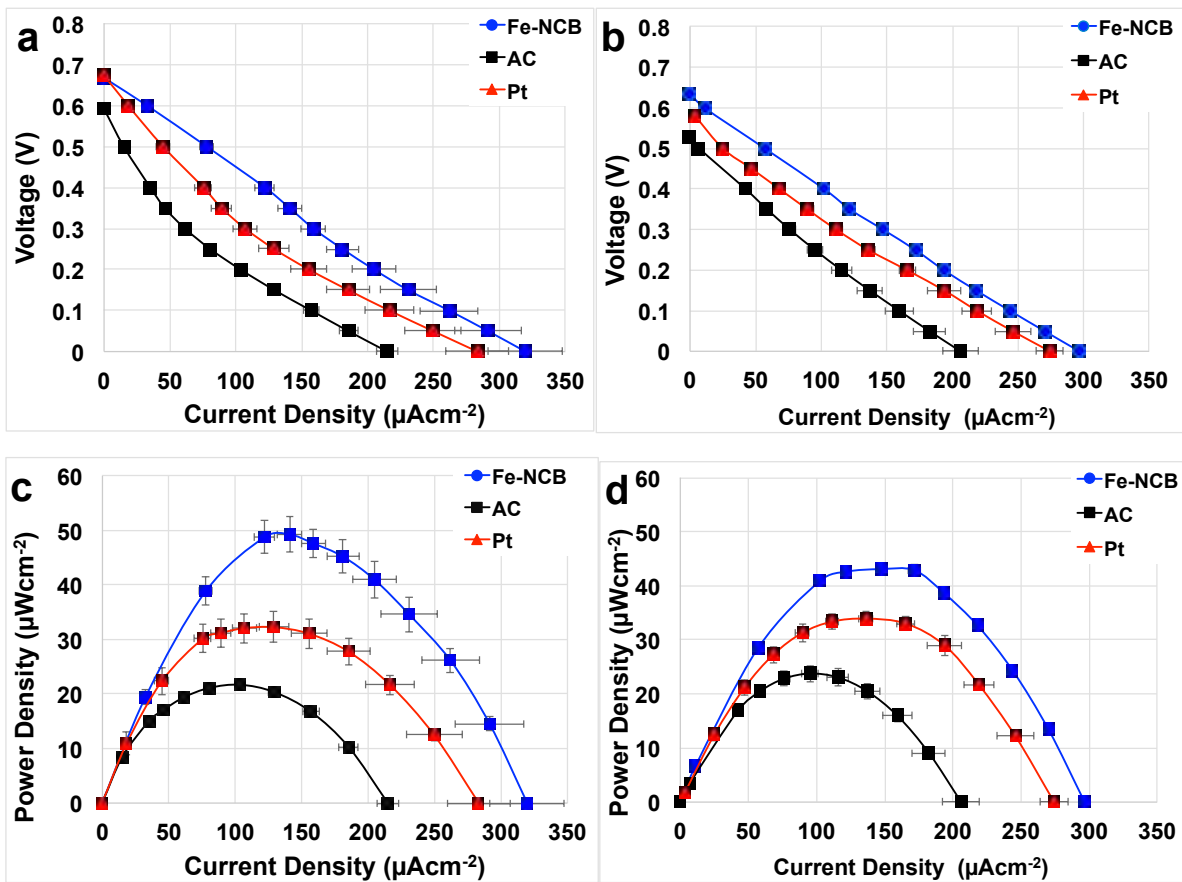 a
Fe-NCB
AC
Pt
0.8
0.7
0.6
0.5
0.4
0.3
0.2
0.1
0
Voltage (V)
0 50 100 150 200 250 300 350
Current Density (µAcm-2)
b
Fe-NCB
AC
Pt
0.8
0.7
0.6
0.5
0.4
0.3
0.2
0.1
0
Voltage (V)
0 50 100 150 200 250 300 350
Current Density (µAcm-2)
c
Fe-NCB
AC
Pt
60
50
40
30
20
10
0
Power Density (µWcm-2)
0 50 100 150 200 250 300 350
Current Density (µAcm-2)
d
Fe-NCB
AC
Pt
60
50
40
30
20
10
0
Power Density (µWcm-2)
0 50 100 150 200 250 300 350
Current Density (µAcm-2)